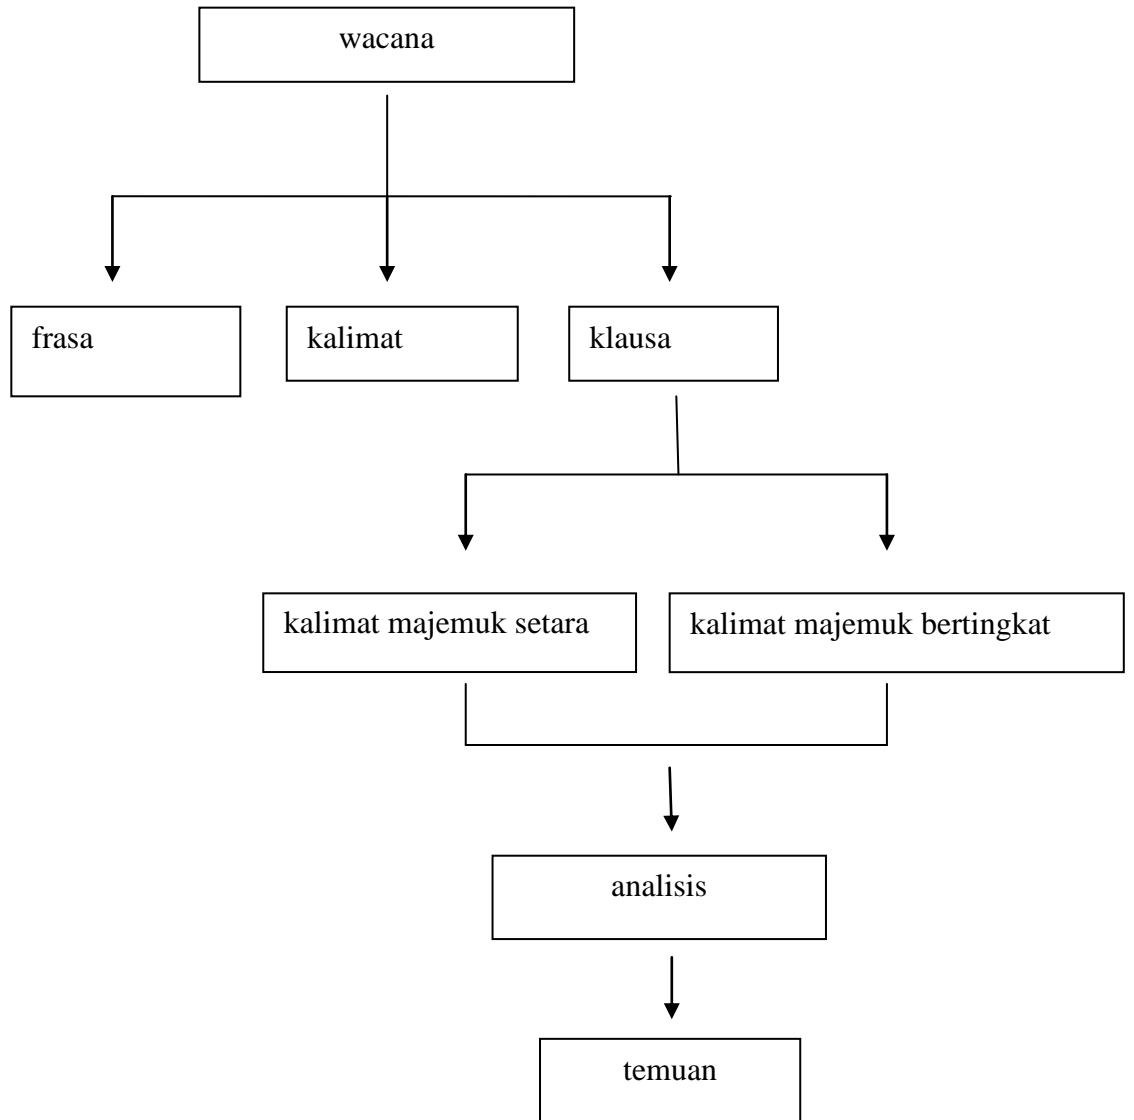 wacana
frasa
kalimat
klausa
kalimat majemuk setara
kalimat majemuk bertingkat
analisis
temuan